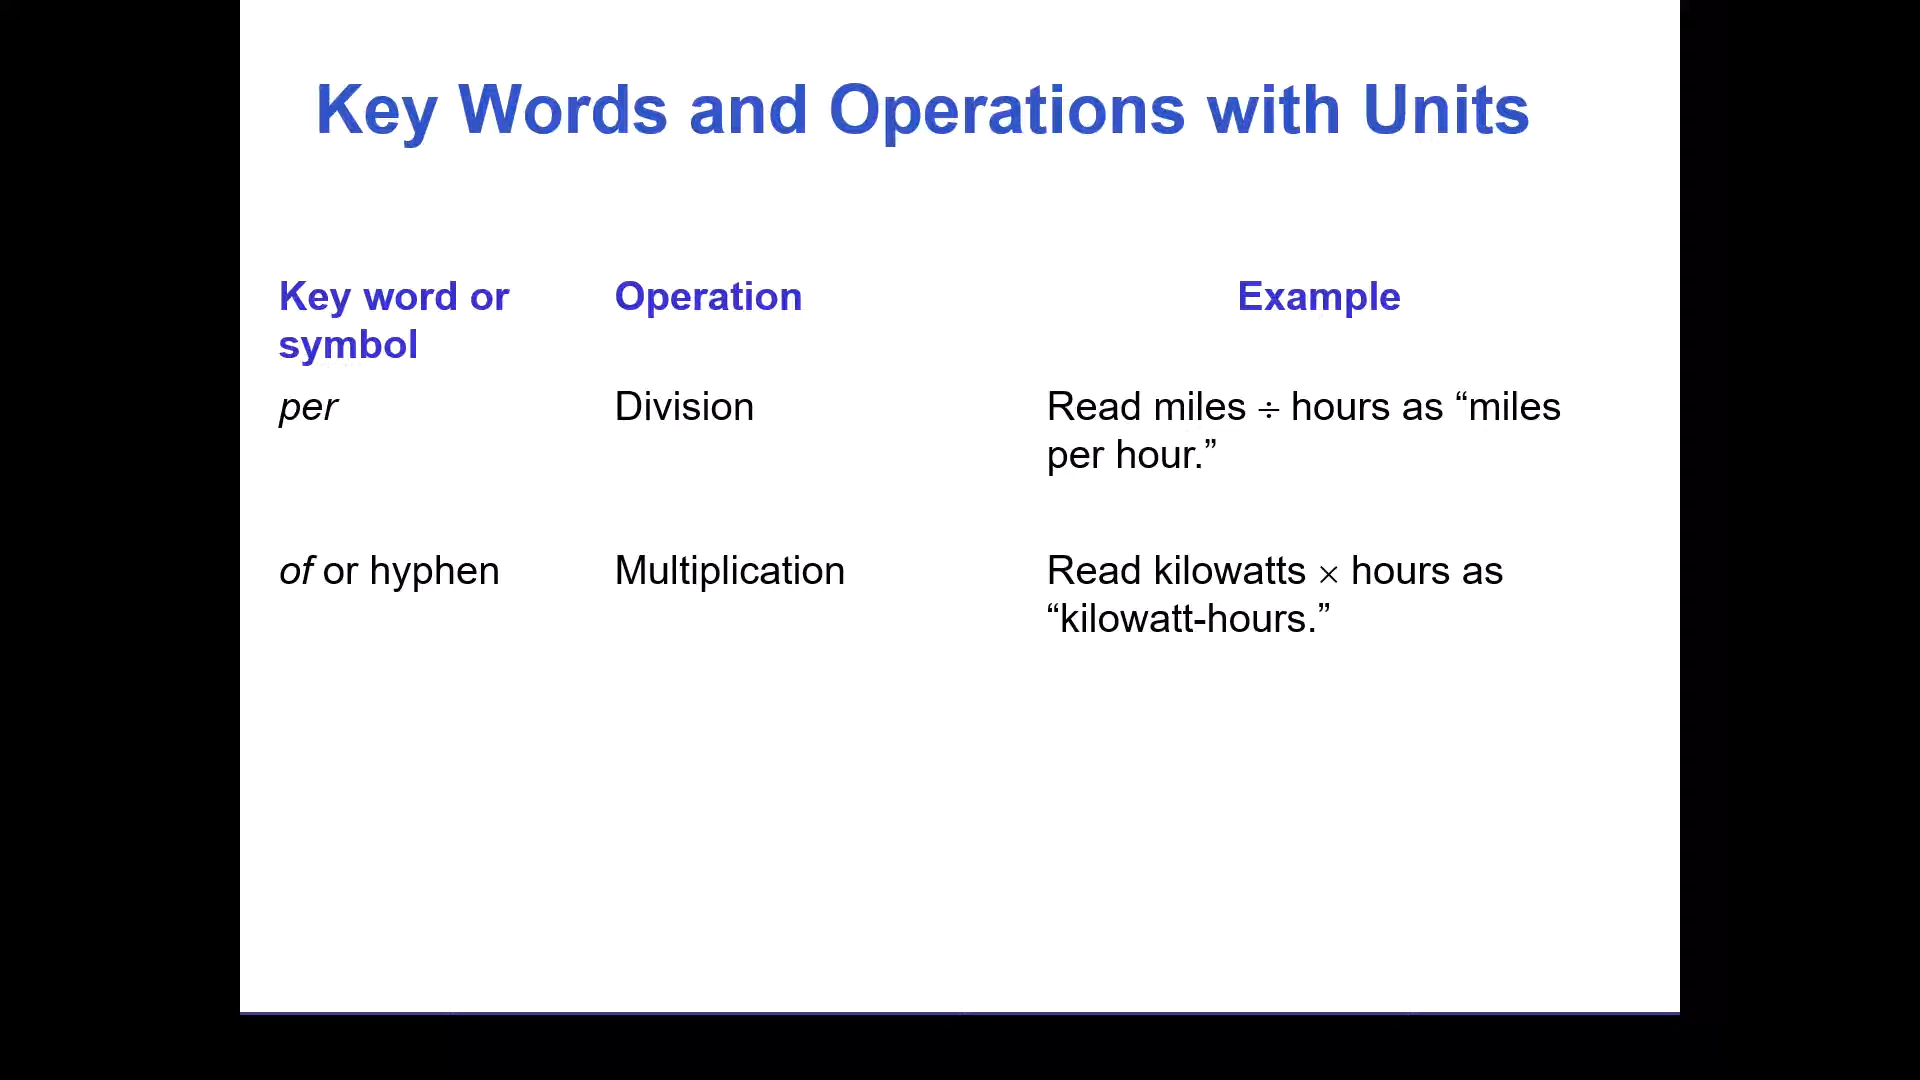 Key Words and Operations with Units
Key word or symbol Operation Example
per Division Read miles ÷ hours as “miles per hour.”
of or hyphen Multiplication Read kilowatts × hours as “kilowatt-hours.”